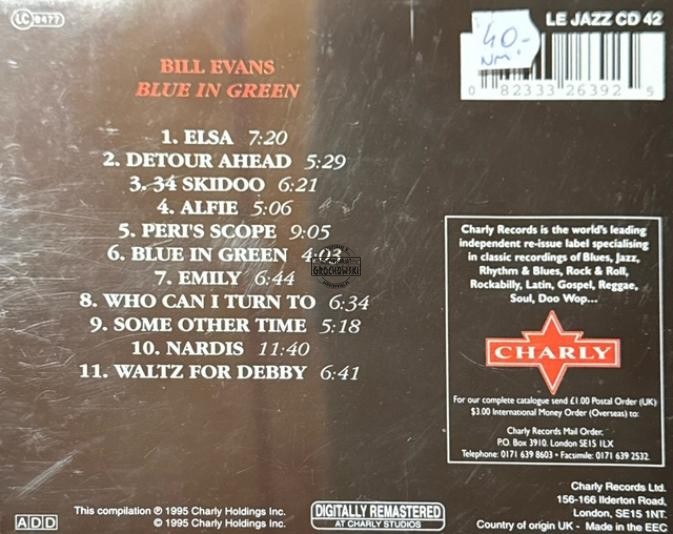 LC 0477
LE JAZZ CD 42
40,-
NM!
0 82333 26392 5
BILL EVANS
BLUE IN GREEN
1. ELSA 7:20
2. DETOUR AHEAD 5:29
3. 34 SKIDOO 6:21
4. ALFIE 5:06
5. PERI'S SCOPE 9:05
6. BLUE IN GREEN 4:03
7. EMILY 6:44
8. WHO CAN I TURN TO 6:34
9. SOME OTHER TIME 5:18
10. NARDIS 11:40
11. WALTZ FOR DEBBY 6:41
GROCHOWSKI
Charly Records is the world's leading
independent re-issue label specialising
in classic recordings of Blues, Jazz,
Rhythm & Blues, Rock & Roll,
Rockabilly, Latin, Gospel, Reggae,
Soul, Doo Wop...
CHARLY
For our complete catalogue send £1.00 Postal Order (UK)
$3.00 International Money Order (Overseas) to:
Charly Records Mail Order,
P.O. Box 3910, London SE15 1LX
Telephone: 0171 639 8603 • Facsimile: 0171 639 2532
Charly Records Ltd.
156-166 Ilderton Road,
London, SE15 1NT.
Country of origin UK - Made in the EEC
ADD
This compilation ℗ 1995 Charly Holdings Inc.
© 1995 Charly Holdings Inc.
DIGITALLY REMASTERED
AT CHARLY STUDIOS